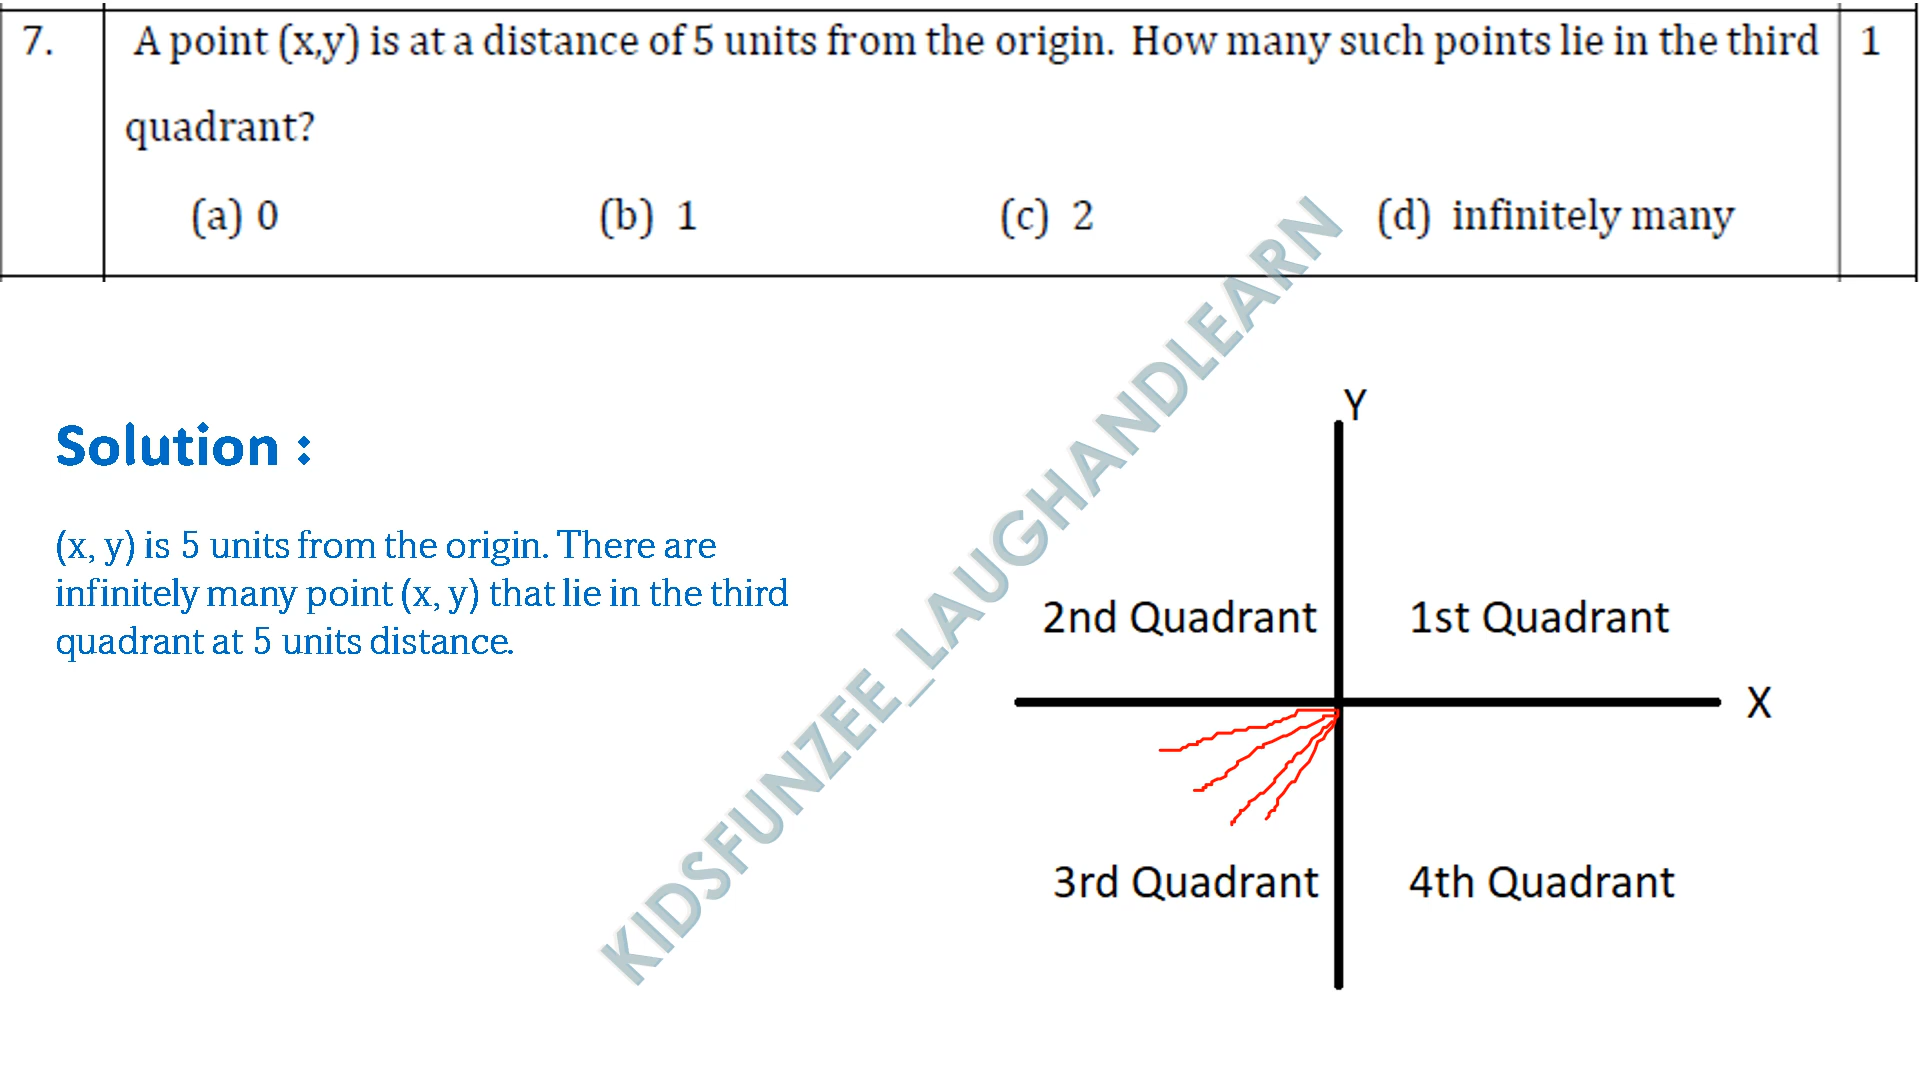 7. A point (x,y) is at a distance of 5 units from the origin. How many such points lie in the third 1
quadrant?
(a) 0 (b) 1 (c) 2 (d) infinitely many
Solution :
(x, y) is 5 units from the origin. There are
infinitely many point (x, y) that lie in the third
quadrant at 5 units distance.
Y
2nd Quadrant 1st Quadrant
X
3rd Quadrant 4th Quadrant
KIDSFUNZEE_LAUGHANDLEARN